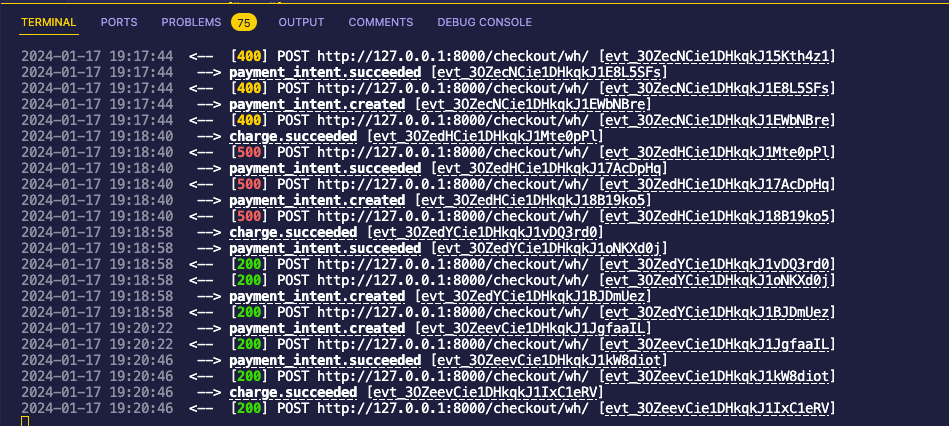 TERMINAL PORTS PROBLEMS 75 OUTPUT COMMENTS DEBUG CONSOLE
2024-01-17 19:17:44 <-- [400] POST http://127.0.0.1:8000/checkout/wh/ [evt_3OZecNCie1DHkqkJ15Kth4z1]
2024-01-17 19:17:44 --> payment_intent.succeeded [evt_3OZecNCie1DHkqkJ1E8L5SFs]
2024-01-17 19:17:44 <-- [400] POST http://127.0.0.1:8000/checkout/wh/ [evt_3OZecNCie1DHkqkJ1E8L5SFs]
2024-01-17 19:17:44 --> payment_intent.created [evt_3OZecNCie1DHkqkJ1EWbNBre]
2024-01-17 19:17:44 <-- [400] POST http://127.0.0.1:8000/checkout/wh/ [evt_3OZecNCie1DHkqkJ1EWbNBre]
2024-01-17 19:18:40 --> charge.succeeded [evt_3OZedHCie1DHkqkJ1Mte0pPl]
2024-01-17 19:18:40 <-- [500] POST http://127.0.0.1:8000/checkout/wh/ [evt_3OZedHCie1DHkqkJ1Mte0pPl]
2024-01-17 19:18:40 --> payment_intent.succeeded [evt_3OZedHCie1DHkqkJ17AcDpHq]
2024-01-17 19:18:40 <-- [500] POST http://127.0.0.1:8000/checkout/wh/ [evt_3OZedHCie1DHkqkJ17AcDpHq]
2024-01-17 19:18:40 --> payment_intent.created [evt_3OZedHCie1DHkqkJ18B19ko5]
2024-01-17 19:18:40 <-- [500] POST http://127.0.0.1:8000/checkout/wh/ [evt_3OZedHCie1DHkqkJ18B19ko5]
2024-01-17 19:18:58 --> charge.succeeded [evt_3OZedYCie1DHkqkJ1vDQ3rd0]
2024-01-17 19:18:58 --> payment_intent.succeeded [evt_3OZedYCie1DHkqkJ1oNKXd0j]
2024-01-17 19:18:58 <-- [200] POST http://127.0.0.1:8000/checkout/wh/ [evt_3OZedYCie1DHkqkJ1vDQ3rd0]
2024-01-17 19:18:58 <-- [200] POST http://127.0.0.1:8000/checkout/wh/ [evt_3OZedYCie1DHkqkJ1oNKXd0j]
2024-01-17 19:18:58 --> payment_intent.created [evt_3OZedYCie1DHkqkJ1BJDmUez]
2024-01-17 19:18:58 <-- [200] POST http://127.0.0.1:8000/checkout/wh/ [evt_3OZedYCie1DHkqkJ1BJDmUez]
2024-01-17 19:20:22 --> payment_intent.created [evt_3OZeevCie1DHkqkJ1JgfaaIL]
2024-01-17 19:20:22 <-- [200] POST http://127.0.0.1:8000/checkout/wh/ [evt_3OZeevCie1DHkqkJ1JgfaaIL]
2024-01-17 19:20:46 --> payment_intent.succeeded [evt_3OZeevCie1DHkqkJ1kW8diot]
2024-01-17 19:20:46 <-- [200] POST http://127.0.0.1:8000/checkout/wh/ [evt_3OZeevCie1DHkqkJ1kW8diot]
2024-01-17 19:20:46 --> charge.succeeded [evt_3OZeevCie1DHkqkJ1IxC1eRV]
2024-01-17 19:20:46 <-- [200] POST http://127.0.0.1:8000/checkout/wh/ [evt_3OZeevCie1DHkqkJ1IxC1eRV]